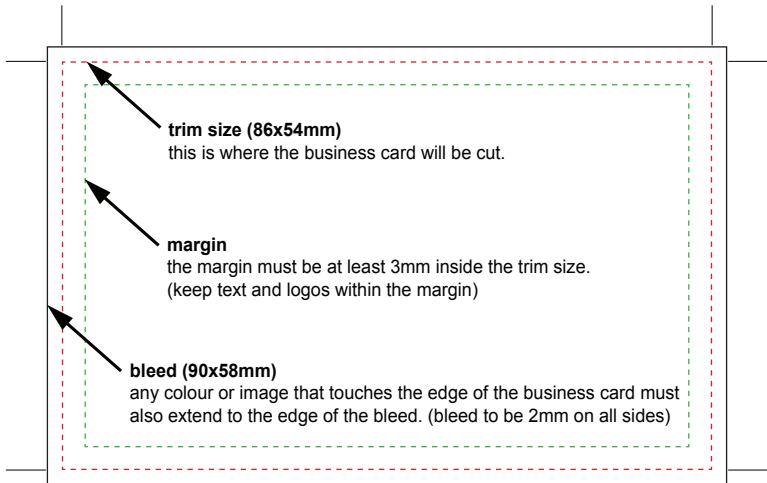 trim size (86x54mm)
this is where the business card will be cut.
margin
the margin must be at least 3mm inside the trim size.
(keep text and logos within the margin)
bleed (90x58mm)
any colour or image that touches the edge of the business card must
also extend to the edge of the bleed. (bleed to be 2mm on all sides)